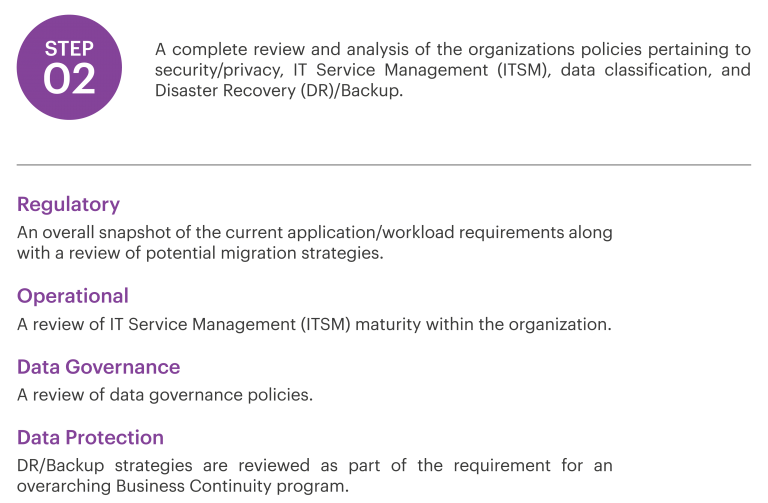 STEP
02
A complete review and analysis of the organizations policies pertaining to
security/privacy, IT Service Management (ITSM), data classification, and
Disaster Recovery (DR)/Backup.
Regulatory
An overall snapshot of the current application/workload requirements along
with a review of potential migration strategies.
Operational
A review of IT Service Management (ITSM) maturity within the organization.
Data Governance
A review of data governance policies.
Data Protection
DR/Backup strategies are reviewed as part of the requirement for an
overarching Business Continuity program.